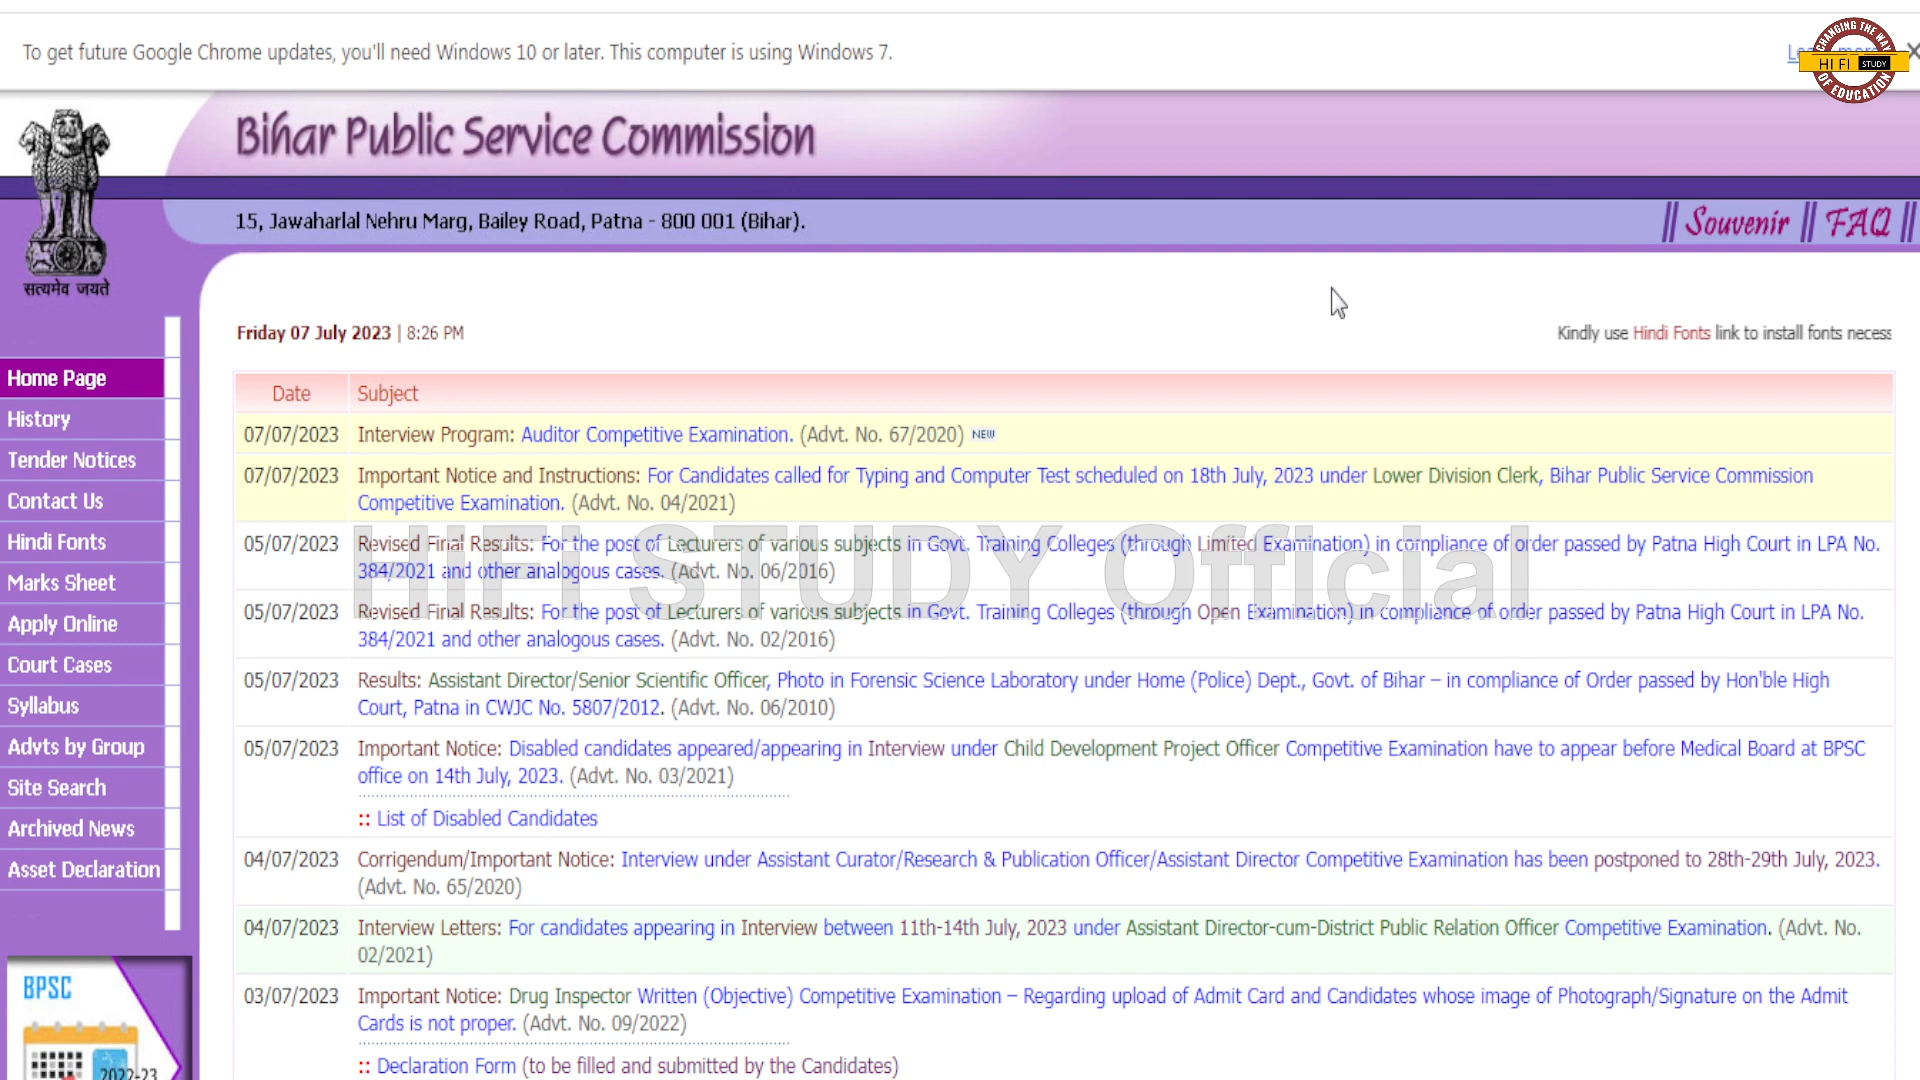 To get future Google Chrome updates, you'll need Windows 10 or later. This computer is using Windows 7.
CHANGING THE WAY
HI FI STUDY
OF EDUCATION
Bihar Public Service Commission
15, Jawaharlal Nehru Marg, Bailey Road, Patna - 800 001 (Bihar).
Souvenir
FAQ
सत्यमेव जयते
Friday 07 July 2023 | 8:26 PM
Kindly use Hindi Fonts link to install fonts necess
Home Page
History
Tender Notices
Contact Us
Hindi Fonts
Marks Sheet
Apply Online
Court Cases
Syllabus
Advts by Group
Site Search
Archived News
Asset Declaration
BPSC
2022-23
Date Subject
07/07/2023 Interview Program: Auditor Competitive Examination. (Advt. No. 67/2020) NEW
07/07/2023 Important Notice and Instructions: For Candidates called for Typing and Computer Test scheduled on 18th July, 2023 under Lower Division Clerk, Bihar Public Service Commission
Competitive Examination. (Advt. No. 04/2021)
HIFI STUDY Official
05/07/2023 Revised Final Results: For the post of Lecturers of various subjects in Govt. Training Colleges (through Limited Examination) in compliance of order passed by Patna High Court in LPA No.
384/2021 and other analogous cases. (Advt. No. 06/2016)
05/07/2023 Revised Final Results: For the post of Lecturers of various subjects in Govt. Training Colleges (through Open Examination) in compliance of order passed by Patna High Court in LPA No.
384/2021 and other analogous cases. (Advt. No. 02/2016)
05/07/2023 Results: Assistant Director/Senior Scientific Officer, Photo in Forensic Science Laboratory under Home (Police) Dept., Govt. of Bihar – in compliance of Order passed by Hon'ble High
Court, Patna in CWJC No. 5807/2012. (Advt. No. 06/2010)
05/07/2023 Important Notice: Disabled candidates appeared/appearing in Interview under Child Development Project Officer Competitive Examination have to appear before Medical Board at BPSC
office on 14th July, 2023. (Advt. No. 03/2021)
:: List of Disabled Candidates
04/07/2023 Corrigendum/Important Notice: Interview under Assistant Curator/Research & Publication Officer/Assistant Director Competitive Examination has been postponed to 28th-29th July, 2023.
(Advt. No. 65/2020)
04/07/2023 Interview Letters: For candidates appearing in Interview between 11th-14th July, 2023 under Assistant Director-cum-District Public Relation Officer Competitive Examination. (Advt. No.
02/2021)
03/07/2023 Important Notice: Drug Inspector Written (Objective) Competitive Examination – Regarding upload of Admit Card and Candidates whose image of Photograph/Signature on the Admit
Cards is not proper. (Advt. No. 09/2022)
:: Declaration Form (to be filled and submitted by the Candidates)